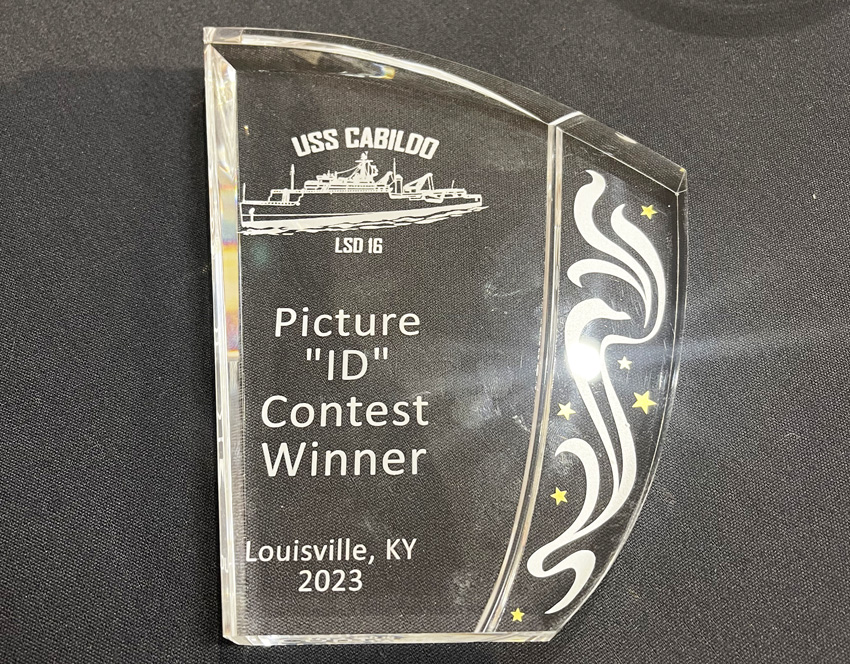 USS CABILDO
LSD 16
Picture
"ID"
Contest
Winner
Louisville, KY
2023